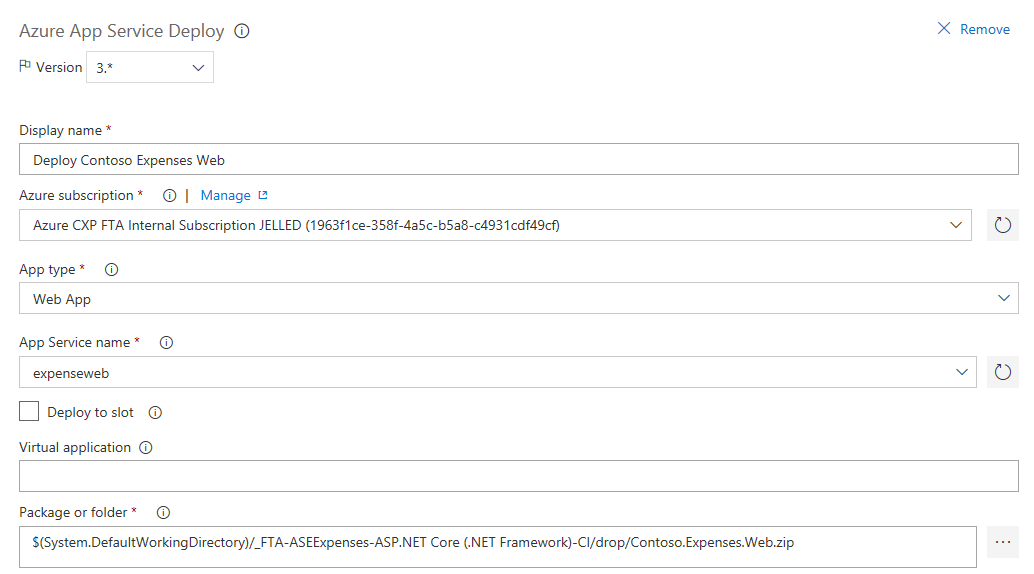 Azure App Service Deploy
Remove
Version 3.*
Display name *
Deploy Contoso Expenses Web
Azure subscription * | Manage
Azure CXP FTA Internal Subscription JELLED (1963f1ce-358f-4a5c-b5a8-c4931cdf49cf)
App type *
Web App
App Service name *
expenseweb
Deploy to slot
Virtual application
Package or folder *
$(System.DefaultWorkingDirectory)/_FTA-ASEExpenses-ASP.NET Core (.NET Framework)-CI/drop/Contoso.Expenses.Web.zip